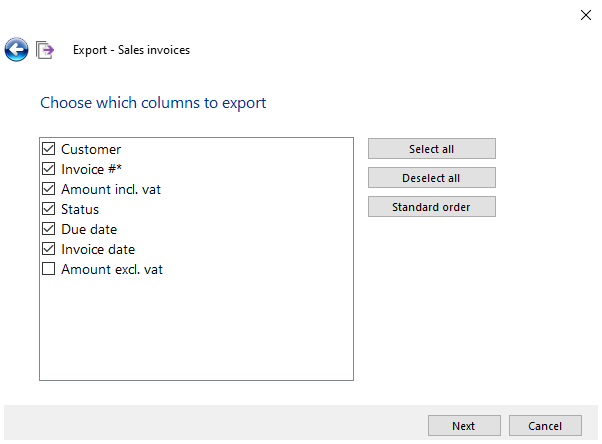 Export - Sales invoices
Choose which columns to export
Customer
Invoice #*
Amount incl. vat
Status
Due date
Invoice date
Amount excl. vat
Select all
Deselect all
Standard order
Next
Cancel